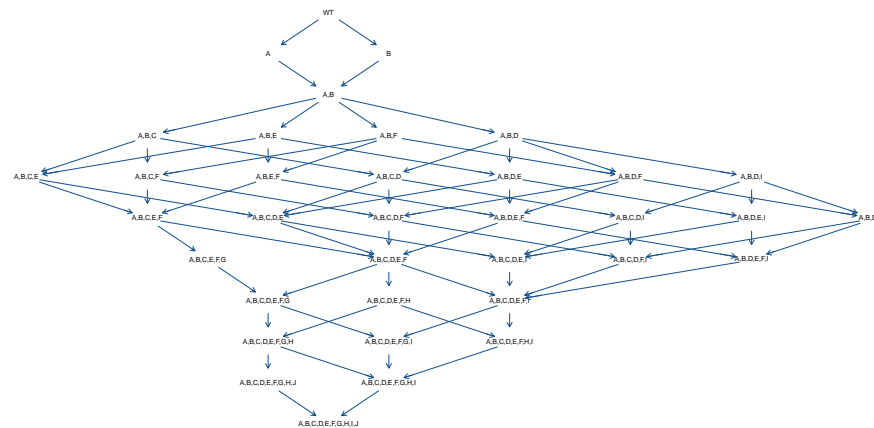 WT
A B
A,B
A,B,C A,B,E A,B,F A,B,D
A,B,C,E A,B,C,F A,B,E,F A,B,C,D A,B,D,E A,B,D,F A,B,D,I
A,B,C,E,F A,B,C,D,E A,B,C,D,F A,B,D,E,F A,B,C,D,I A,B,D,E,I
A,B,C,E,F,G A,B,C,D,E,F A,B,C,D,E,I A,B,C,D,F,I A,B,D,E,F,I
A,B,C,D,E,F,G A,B,C,D,E,F,H A,B,C,D,E,F,I
A,B,C,D,E,F,G,H A,B,C,D,E,F,G,I A,B,C,D,E,F,H,I
A,B,C,D,E,F,G,H,J A,B,C,D,E,F,G,H,I
A,B,C,D,E,F,G,H,I,J